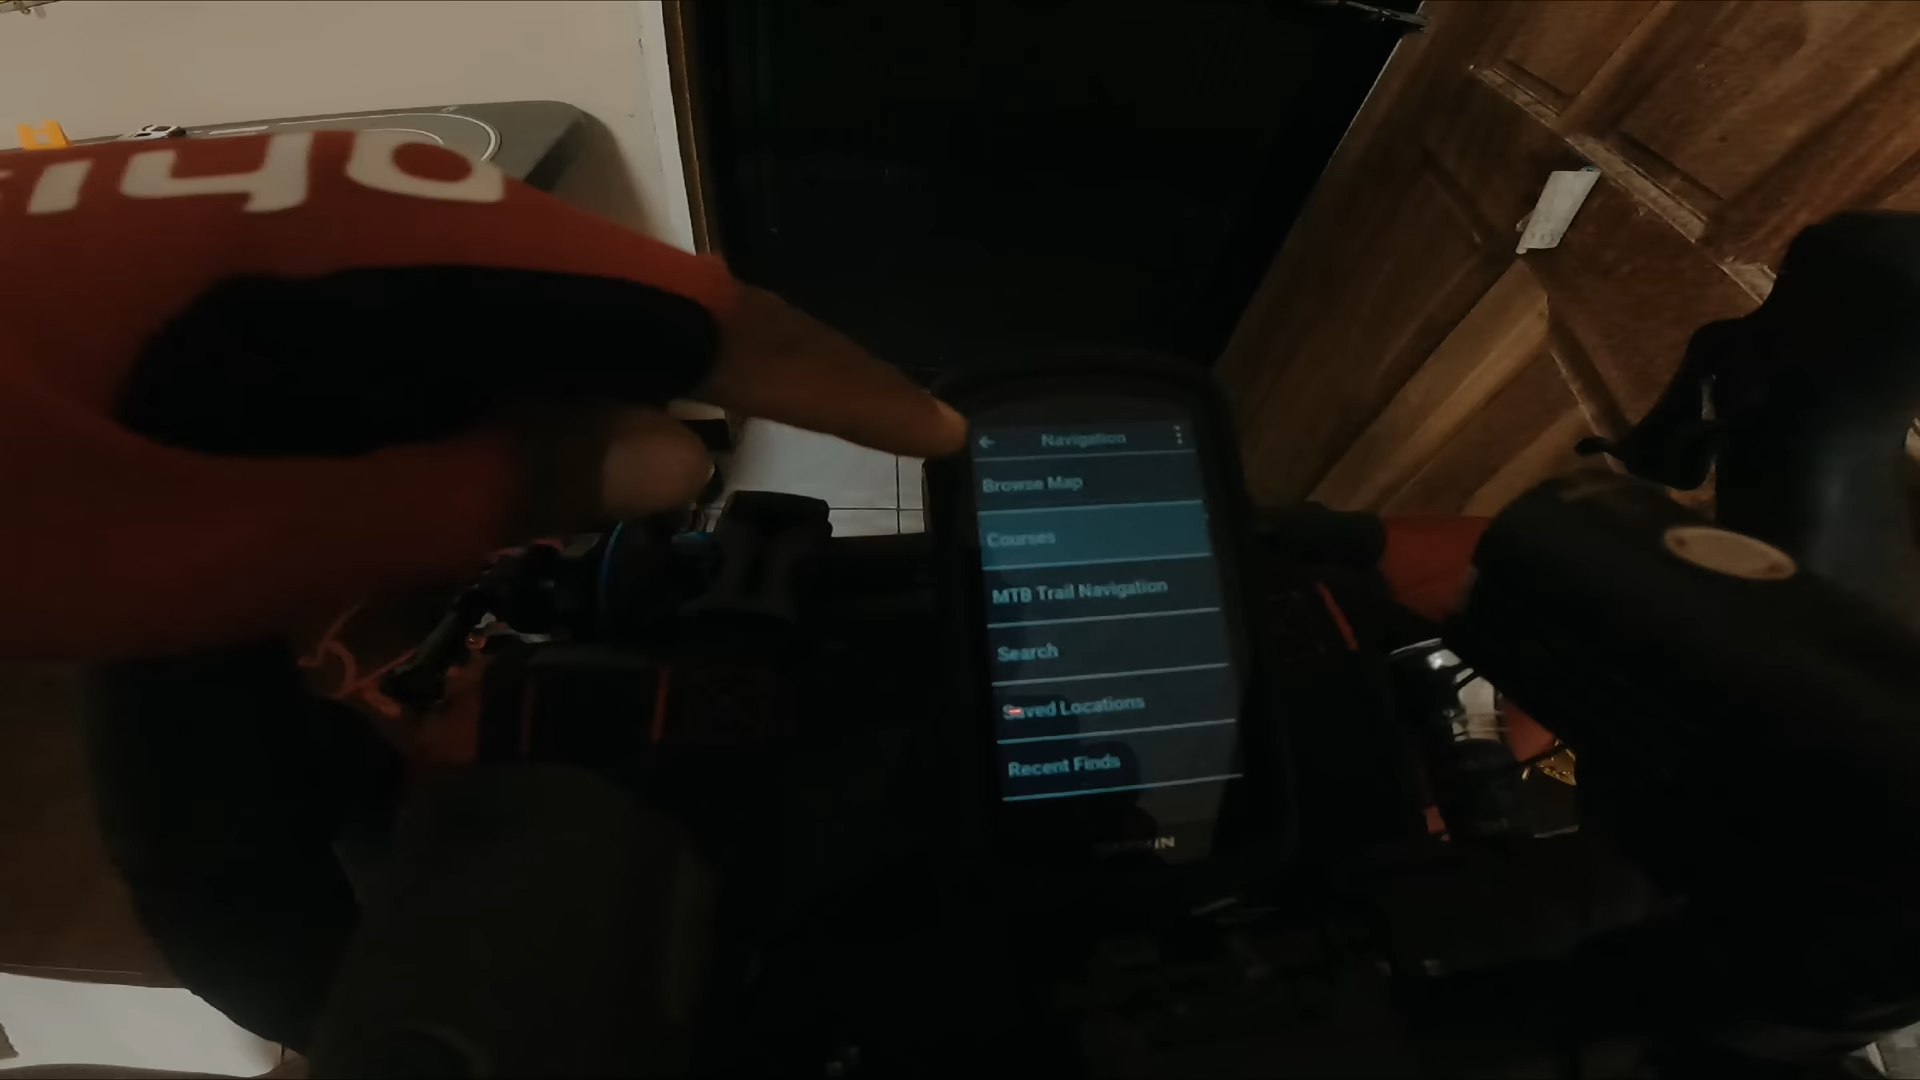 Navigation
Browse Map
Courses
MTB Trail Navigation
Search
Saved Locations
Recent Finds